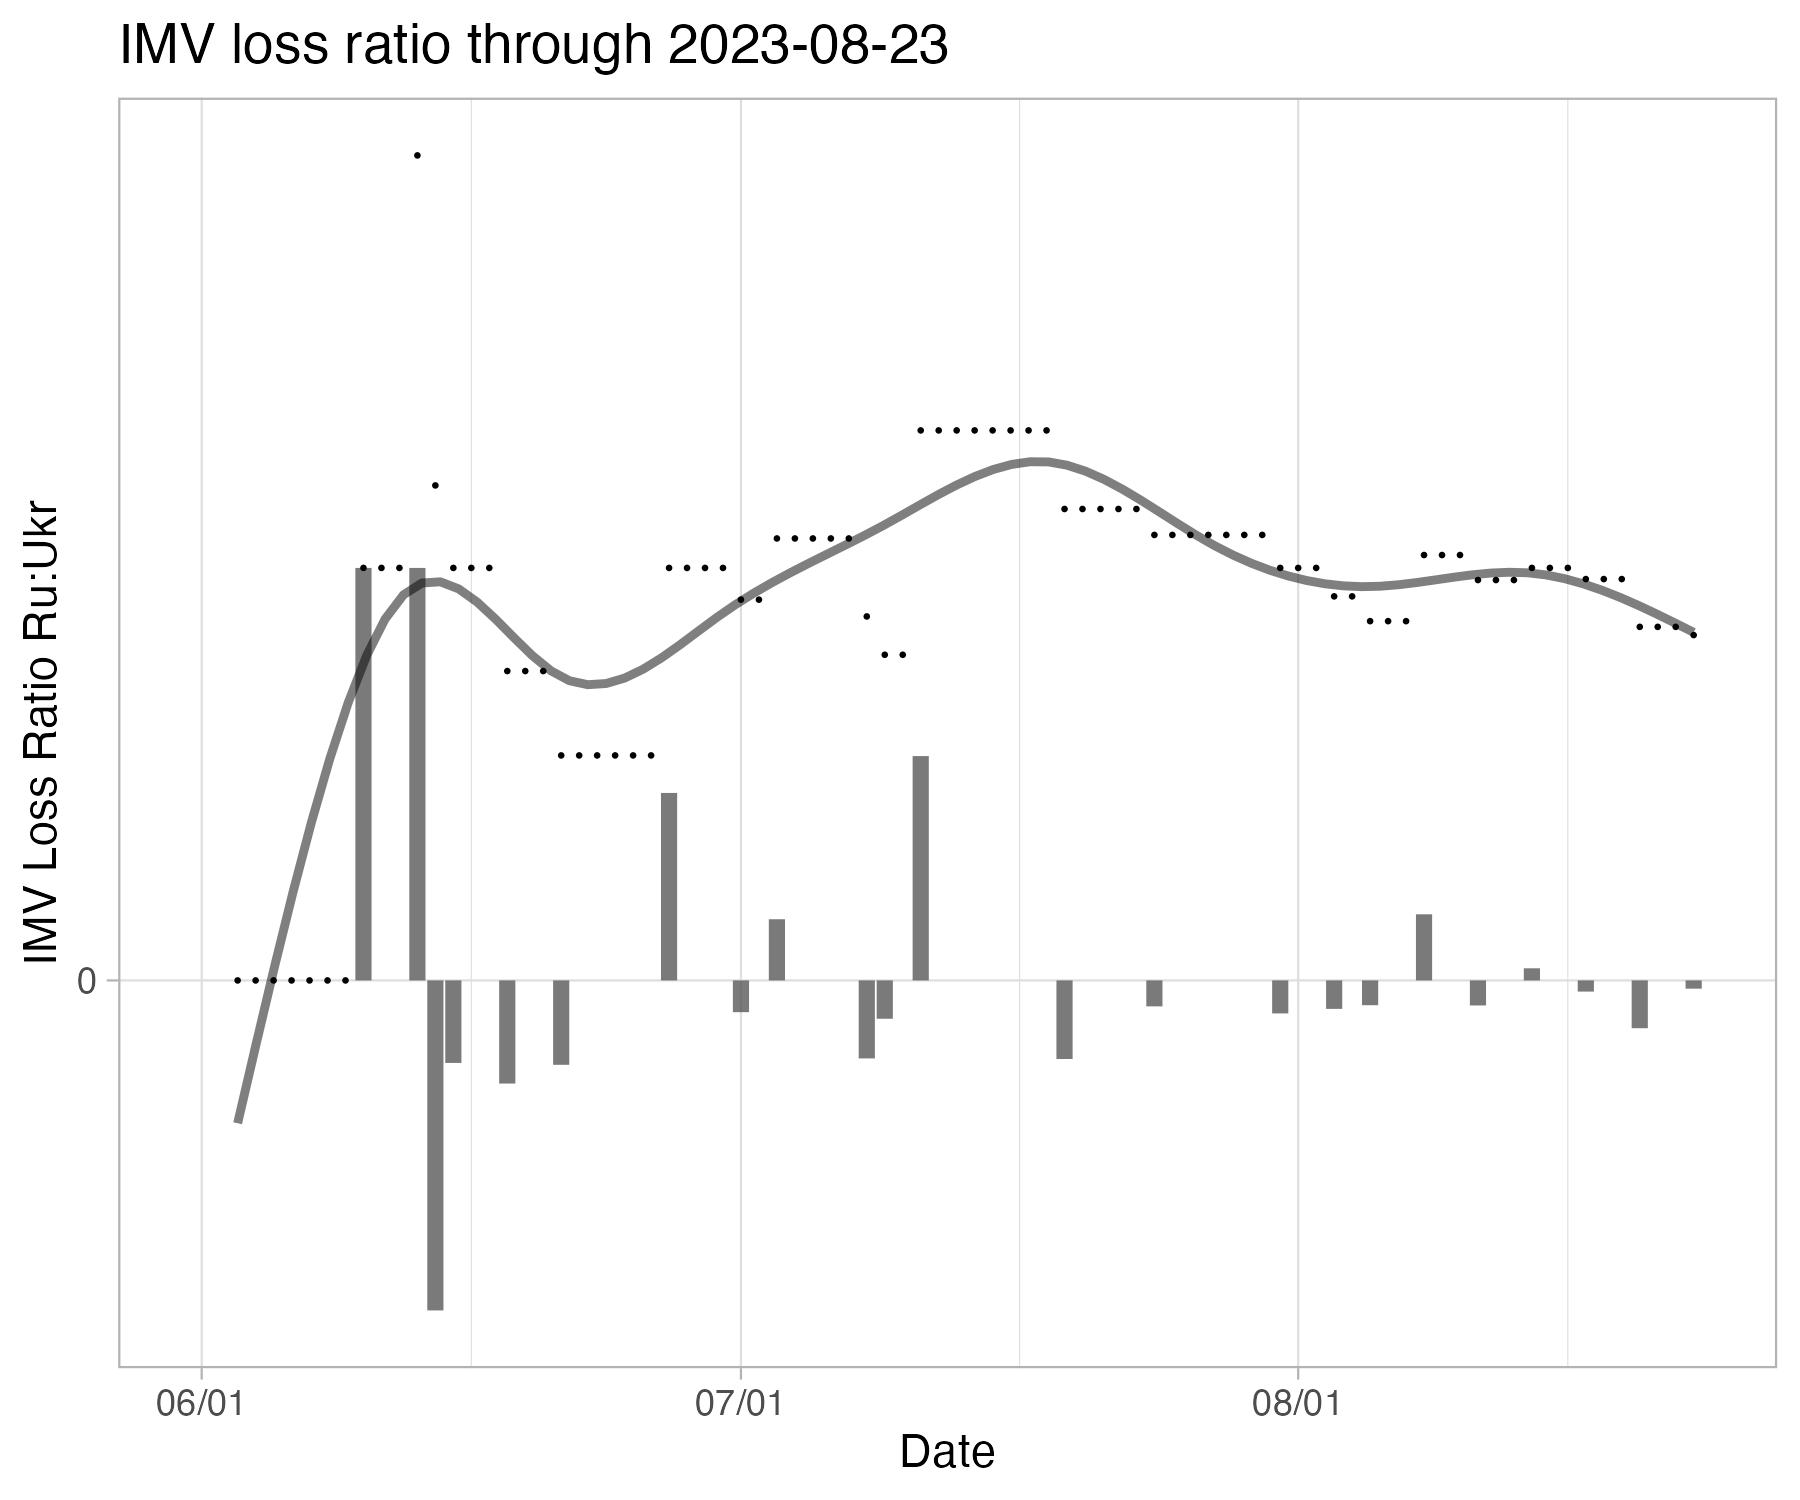 IMV loss ratio through 2023-08-23
IMV Loss Ratio Ru:Ukr
0
06/01
07/01
08/01
Date